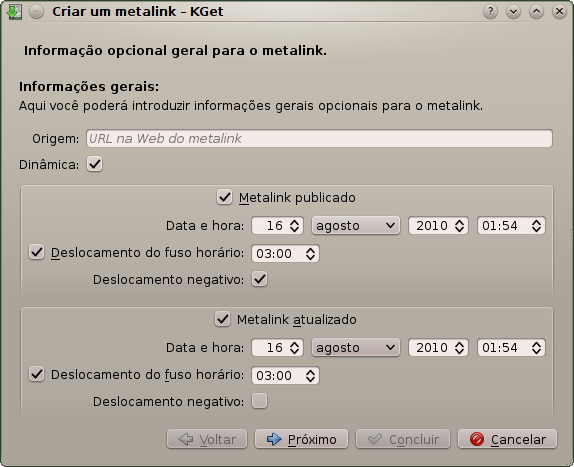 Criar um metalink – KGet
Informação opcional geral para o metalink.
Informações gerais:
Aqui você poderá introduzir informações gerais opcionais para o metalink.
Origem: URL na Web do metalink
Dinâmica:
Metalink publicado
Data e hora: 16 agosto 2010 01:54
Deslocamento do fuso horário: 03:00
Deslocamento negativo:
Metalink atualizado
Data e hora: 16 agosto 2010 01:54
Deslocamento do fuso horário: 03:00
Deslocamento negativo:
Voltar Próximo Concluir Cancelar